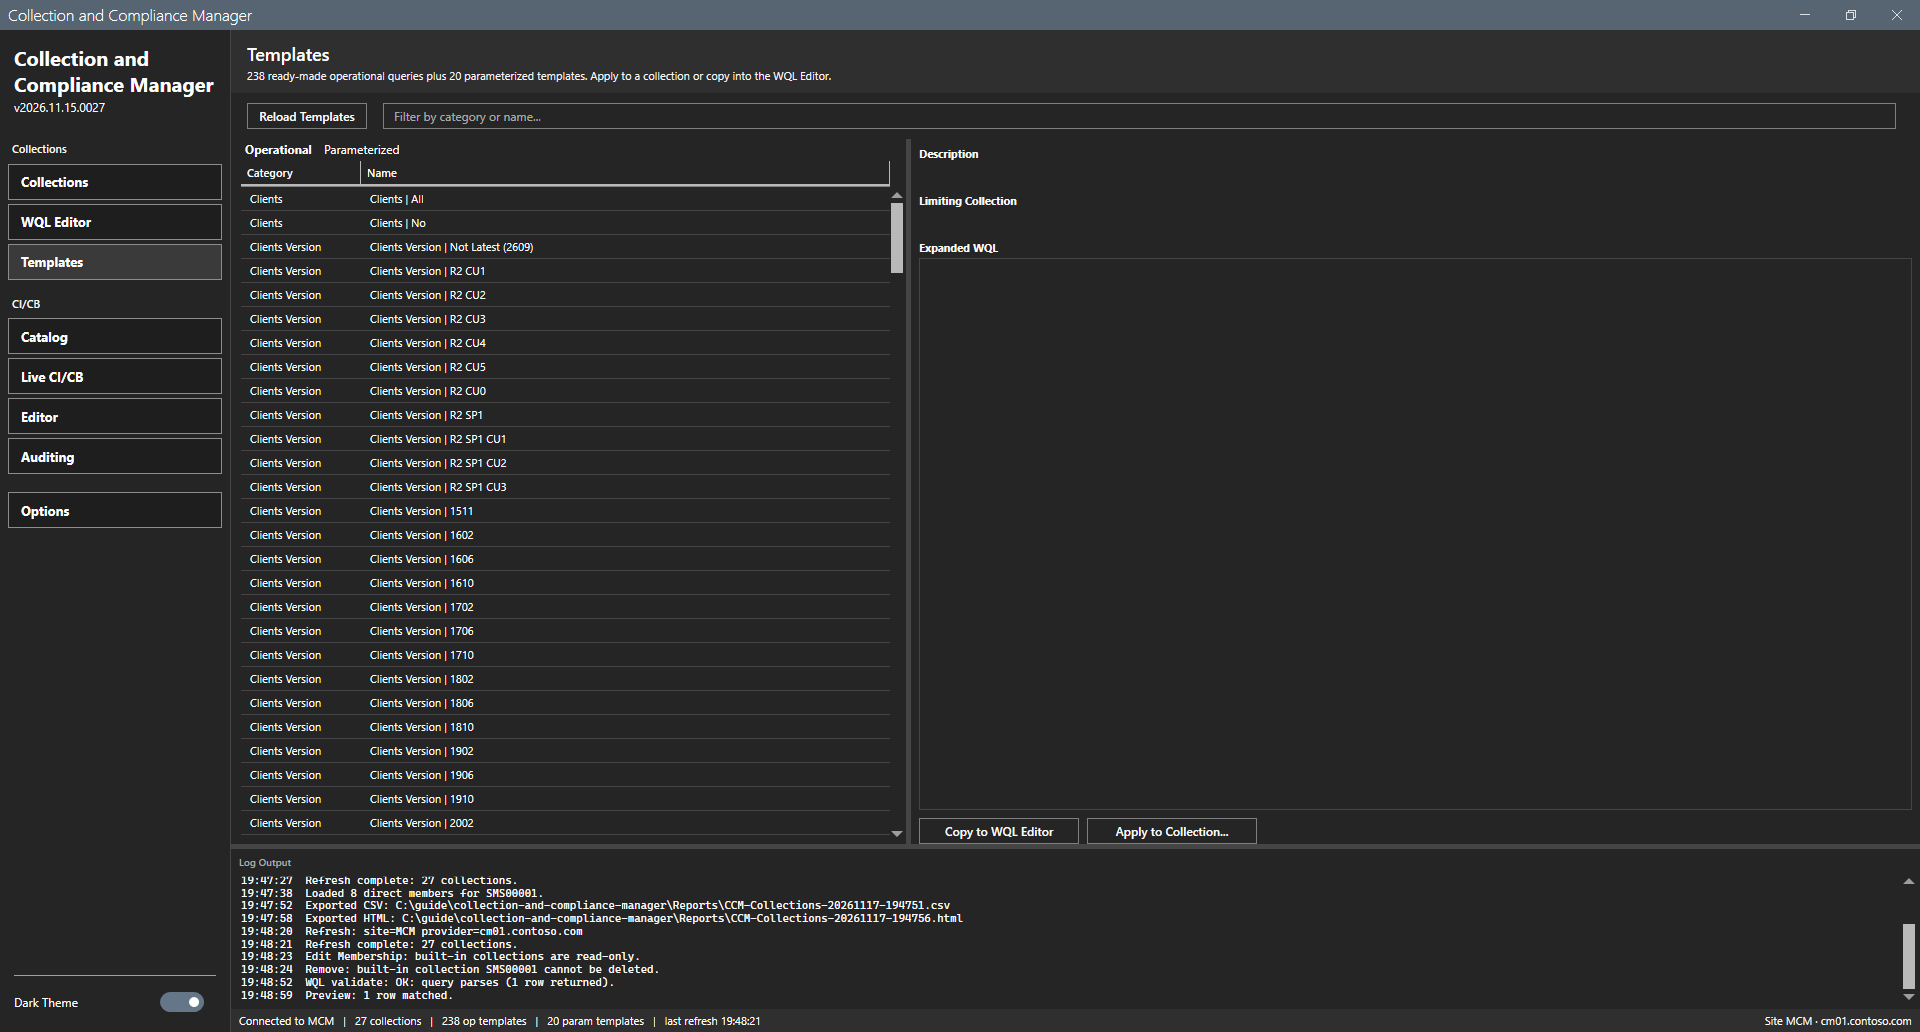 Collection and Compliance Manager
Collection and
Compliance Manager
v2026.11.15.0027
Collections
Collections
WQL Editor
Templates
CI/CB
Catalog
Live CI/CB
Editor
Auditing
Options
Dark Theme
Templates
238 ready-made operational queries plus 20 parameterized templates. Apply to a collection or copy into the WQL Editor.
Reload Templates
Filter by category or name...
Operational Parameterized
Category Name
Clients Clients | All
Clients Clients | No
Clients Version Clients Version | Not Latest (2609)
Clients Version Clients Version | R2 CU1
Clients Version Clients Version | R2 CU2
Clients Version Clients Version | R2 CU3
Clients Version Clients Version | R2 CU4
Clients Version Clients Version | R2 CU5
Clients Version Clients Version | R2 CU0
Clients Version Clients Version | R2 SP1
Clients Version Clients Version | R2 SP1 CU1
Clients Version Clients Version | R2 SP1 CU2
Clients Version Clients Version | R2 SP1 CU3
Clients Version Clients Version | 1511
Clients Version Clients Version | 1602
Clients Version Clients Version | 1606
Clients Version Clients Version | 1610
Clients Version Clients Version | 1702
Clients Version Clients Version | 1706
Clients Version Clients Version | 1710
Clients Version Clients Version | 1802
Clients Version Clients Version | 1806
Clients Version Clients Version | 1810
Clients Version Clients Version | 1902
Clients Version Clients Version | 1906
Clients Version Clients Version | 1910
Clients Version Clients Version | 2002
Description
Limiting Collection
Expanded WQL
Copy to WQL Editor
Apply to Collection...
Log Output
19:47:27 Refresh complete: 27 collections.
19:47:38 Loaded 8 direct members for SMS00001.
19:47:52 Exported CSV: C:\guide\collection-and-compliance-manager\Reports\CCM-Collections-20261117-194751.csv
19:47:58 Exported HTML: C:\guide\collection-and-compliance-manager\Reports\CCM-Collections-20261117-194756.html
19:48:20 Refresh: site=MCM provider=cm01.contoso.com
19:48:21 Refresh complete: 27 collections.
19:48:23 Edit Membership: built-in collections are read-only.
19:48:24 Remove: built-in collection SMS00001 cannot be deleted.
19:48:52 WQL validate: OK: query parses (1 row returned).
19:48:59 Preview: 1 row matched.
Connected to MCM | 27 collections | 238 op templates | 20 param templates | last refresh 19:48:21
Site MCM · cm01.contoso.com